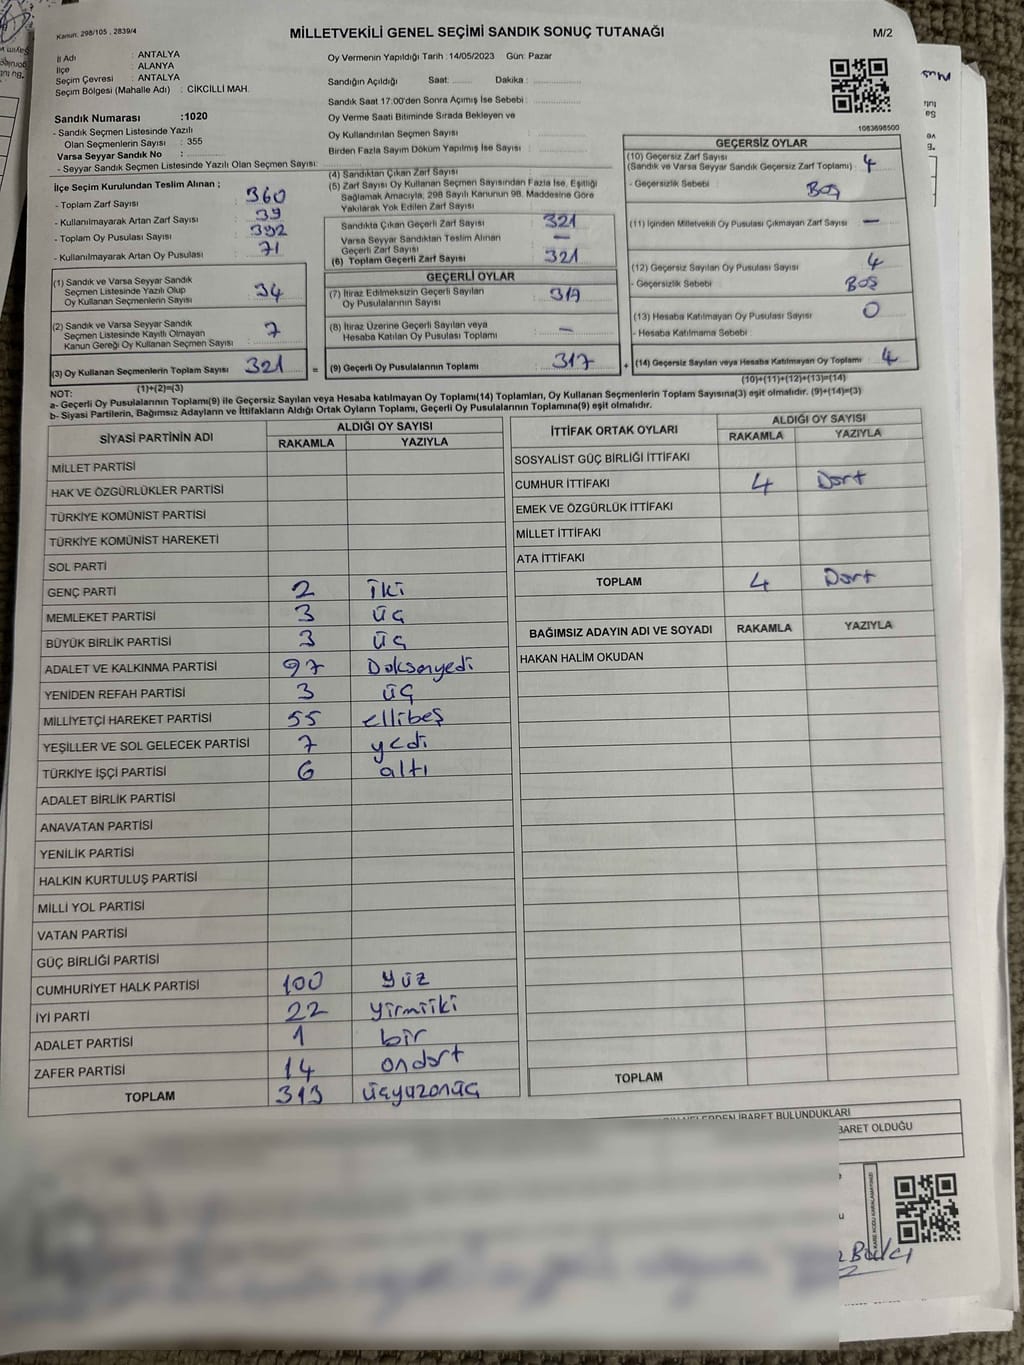 Kanun: 298/105 . 2839/4
MİLLETVEKİLİ GENEL SEÇİMİ SANDIK SONUÇ TUTANAĞI
M/2
İl Adı : ANTALYA
İlçe : ALANYA
Seçim Çevresi : ANTALYA
Seçim Bölgesi (Mahalle Adı) : CİKCİLLİ MAH.
Oy Vermenin Yapıldığı Tarih :14/05/2023 Gün: Pazar
Sandığın Açıldığı Saat: Dakika :
Sandık Saat 17:00'den Sonra Açımış İse Sebebi :
Oy Verme Saati Bitiminde Sırada Bekleyen ve
Oy Kullandırılan Seçmen Sayısı :
Birden Fazla Sayım Döküm Yapılmış İse Sayısı :
1083698500
Sandık Numarası :1020
- Sandık Seçmen Listesinde Yazılı
Olan Seçmenlerin Sayısı : 355
Varsa Seyyar Sandık No :
- Seyyar Sandık Seçmen Listesinde Yazılı Olan Seçmen Sayısı:
İlçe Seçim Kurulundan Teslim Alınan ;
- Toplam Zarf Sayısı : 360
- Kullanılmayarak Artan Zarf Sayısı : 39
- Toplam Oy Pusulası Sayısı : 392
- Kullanılmayarak Artan Oy Pusulası : 71
(1) Sandık ve Varsa Seyyar Sandık
Seçmen Listesinde Yazılı Olup
Oy Kullanan Seçmenlerin Sayısı : 34
(2) Sandık ve Varsa Seyyar Sandık
Seçmen Listesinde Kayıtlı Olmayan
Kanun Gereği Oy Kullanan Seçmen Sayısı : 7
(3) Oy Kullanan Seçmenlerin Toplam Sayısı 321
(1)+(2)=(3)
(4) Sandıktan Çıkan Zarf Sayısı
(5) Zarf Sayısı Oy Kullanan Seçmen Sayısından Fazla İse, Eşitliği
Sağlamak Amacıyla, 298 Sayılı Kanunun 98. Maddesine Göre
Yakılarak Yok Edilen Zarf Sayısı
Sandıkta Çıkan Geçerli Zarf Sayısı : 321
Varsa Seyyar Sandıktan Teslim Alınan
Geçerli Zarf Sayısı : —
(6) Toplam Geçerli Zarf Sayısı : 321
GEÇERLİ OYLAR
(7) İtiraz Edilmeksizin Geçerli Sayılan
Oy Pusulalarının Sayısı : 317
(8) İtiraz Üzerine Geçerli Sayılan veya
Hesaba Katılan Oy Pusulası Toplamı : —
= (9) Geçerli Oy Pusulalarının Toplamı : 317 +
GEÇERSİZ OYLAR
(10) Geçersiz Zarf Sayısı
(Sandık ve Varsa Seyyar Sandık Geçersiz Zarf Toplamı) : 4
- Geçersizlik Sebebi : BOŞ
(11) İçinden Milletvekili Oy Pusulası Çıkmayan Zarf Sayısı : —
(12) Geçersiz Sayılan Oy Pusulası Sayısı : 4
- Geçersizlik Sebebi : BOŞ
(13) Hesaba Katılmayan Oy Pusulası Sayısı : 0
- Hesaba Katılmama Sebebi :
(14) Geçersiz Sayılan veya Hesaba Katılmayan Oy Toplamı : 4
(10)+(11)+(12)+(13)=(14)
NOT:
a- Geçerli Oy Pusulalarının Toplamı(9) ile Geçersiz Sayılan veya Hesaba katılmayan Oy Toplamı(14) Toplamları, Oy Kullanan Seçmenlerin Toplam Sayısına(3) eşit olmalıdır. (9)+(14)=(3)
b- Siyasi Partilerin, Bağımsız Adayların ve İttifakların Aldığı Ortak Oyların Toplamı, Geçerli Oy Pusulalarının Toplamına(9) eşit olmalıdır.
SİYASİ PARTİNİN ADI
ALDIĞI OY SAYISI
RAKAMLA YAZIYLA
MİLLET PARTİSİ
HAK VE ÖZGÜRLÜKLER PARTİSİ
TÜRKİYE KOMÜNİST PARTİSİ
TÜRKİYE KOMÜNİST HAREKETİ
SOL PARTİ
GENÇ PARTİ 2 iki
MEMLEKET PARTİSİ 3 üç
BÜYÜK BİRLİK PARTİSİ 3 üç
ADALET VE KALKINMA PARTİSİ 97 Doksanyedi
YENİDEN REFAH PARTİSİ 3 üç
MİLLİYETÇİ HAREKET PARTİSİ 55 ellibeş
YEŞİLLER VE SOL GELECEK PARTİSİ 7 yedi
TÜRKİYE İŞÇİ PARTİSİ 6 altı
ADALET BİRLİK PARTİSİ
ANAVATAN PARTİSİ
YENİLİK PARTİSİ
HALKIN KURTULUŞ PARTİSİ
MİLLİ YOL PARTİSİ
VATAN PARTİSİ
GÜÇ BİRLİĞİ PARTİSİ
CUMHURİYET HALK PARTİSİ 100 yüz
İYİ PARTİ 22 yirmiiki
ADALET PARTİSİ 1 bir
ZAFER PARTİSİ 14 ondört
TOPLAM 313 üçyüzonüç
İTTİFAK ORTAK OYLARI
ALDIĞI OY SAYISI
RAKAMLA YAZIYLA
SOSYALİST GÜÇ BİRLİĞİ İTTİFAKI
CUMHUR İTTİFAKI 4 Dört
EMEK VE ÖZGÜRLÜK İTTİFAKI
MİLLET İTTİFAKI
ATA İTTİFAKI
TOPLAM 4 Dört
BAĞIMSIZ ADAYIN ADI VE SOYADI RAKAMLA YAZIYLA
HAKAN HALİM OKUDAN
TOPLAM
İBARET BULUNDUKLARI
BARET OLDUĞU